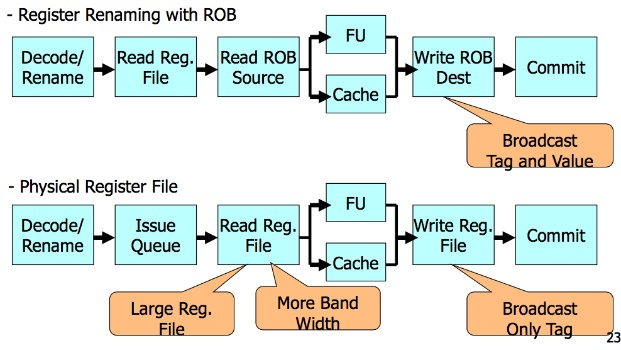 - Register Renaming with ROB
Decode/
Rename
Read Reg.
File
Read ROB
Source
FU
Cache
Write ROB
Dest
Commit
Broadcast
Tag and Value
- Physical Register File
Decode/
Rename
Issue
Queue
Read Reg.
File
FU
Cache
Write Reg.
File
Commit
Large Reg.
File
More Band
Width
Broadcast
Only Tag
23